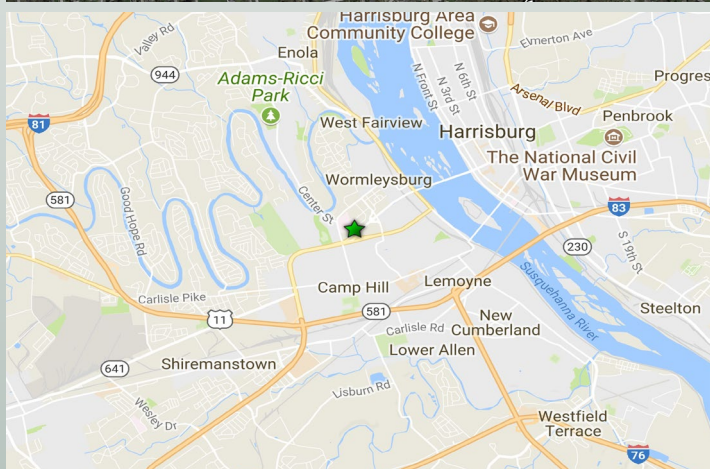 Harrisburg Area
Community College
Valley Rd
Enola
Elmerton Ave
944
N Front St
N 3rd St
N 6th St
Progres
Adams-Ricci
Park
Arsenal Blvd
81
West Fairview
Harrisburg
Penbrook
The National Civil
War Museum
Wormleysburg
581
Good Hope Rd
Center St
83
230
S 19th St
Susquehanna River
Camp Hill
Lemoyne
Carlisle Pike
11
581
New
Cumberland
Steelton
Carlisle Rd
Lower Allen
641
Shiremanstown
Lisburn Rd
Wesley Dr
Westfield
Terrace
76